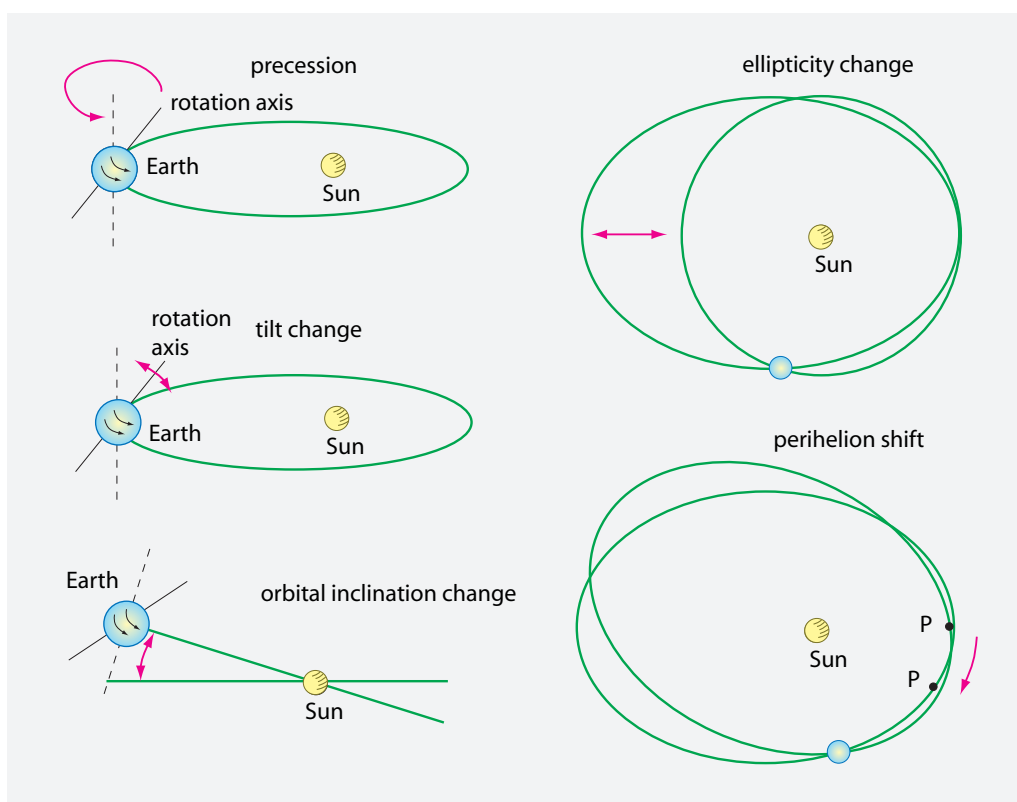 precession
rotation axis
Earth
Sun
rotation
axis
tilt change
Earth
Sun
Earth
orbital inclination change
Sun
ellipticity change
Sun
perihelion shift
P
Sun
P